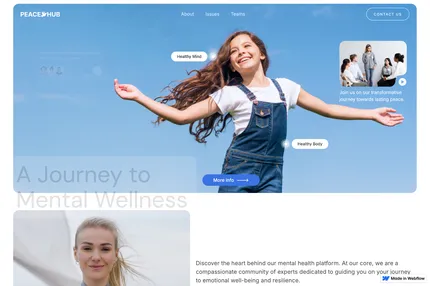 PEACE HUB
About
Issues
Teams
CONTACT US
Healthy Mind
Join us on our transformative
journey towards lasting peace.
Healthy Body
More info
A Journey to
Mental Wellness
Discover the heart behind our mental health platform. At our core, we are a
compassionate community of experts dedicated to guiding you on your journey
to emotional well-being and resilience.
Made in Webflow